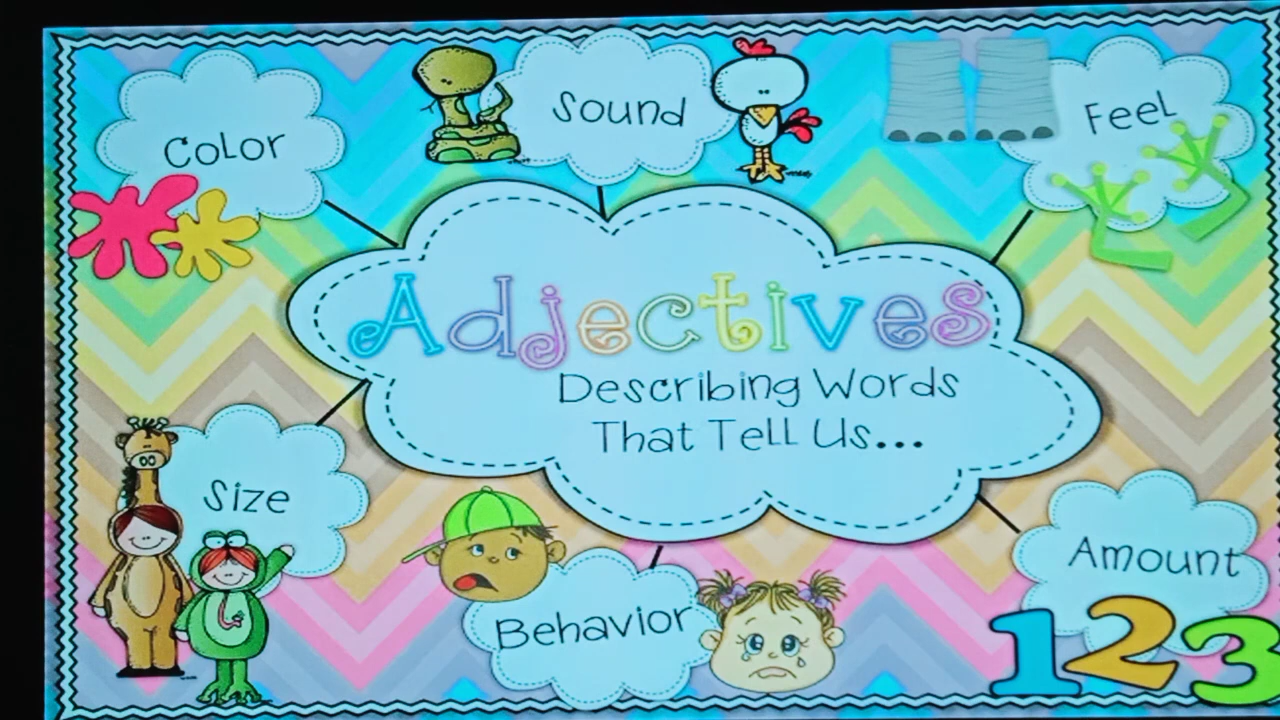 Color
Sound
Feel
Adjectives
Describing Words
That Tell Us...
Size
Behavior
Amount
123